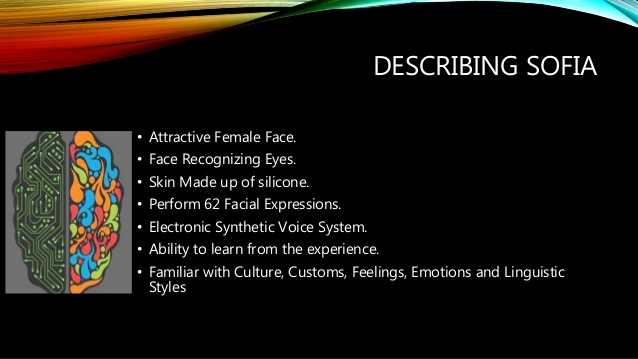 DESCRIBING SOFIA
• Attractive Female Face.
• Face Recognizing Eyes.
• Skin Made up of silicone.
• Perform 62 Facial Expressions.
• Electronic Synthetic Voice System.
• Ability to learn from the experience.
• Familiar with Culture, Customs, Feelings, Emotions and Linguistic
Styles